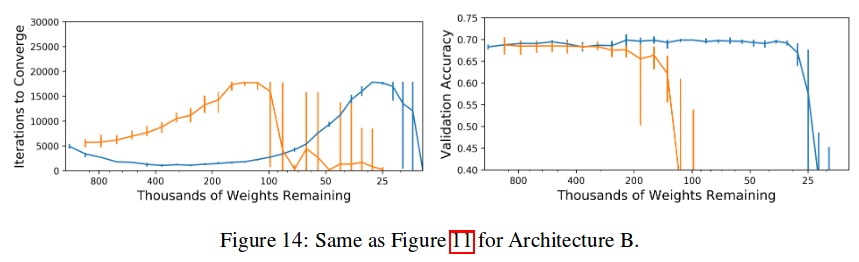 30000
25000
20000
15000
10000
5000
0
Iterations to Converge
800 400 200 100 50 25
Thousands of Weights Remaining
0.75
0.70
0.65
0.60
0.55
0.50
0.45
0.40
Validation Accuracy
800 400 200 100 50 25
Thousands of Weights Remaining
Figure 14: Same as Figure 11 for Architecture B.